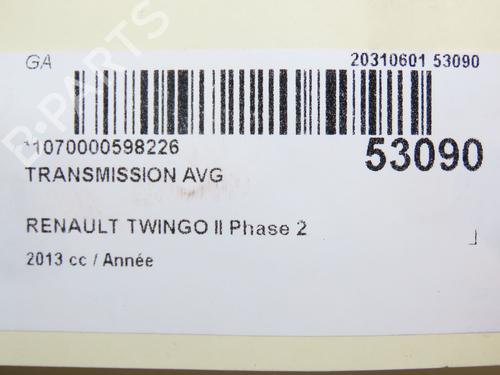 GA
20310601 53090
*1070000598226
53090
TRANSMISSION AVG
RENAULT TWINGO II Phase 2
2013 cc / Année
B-PARTS